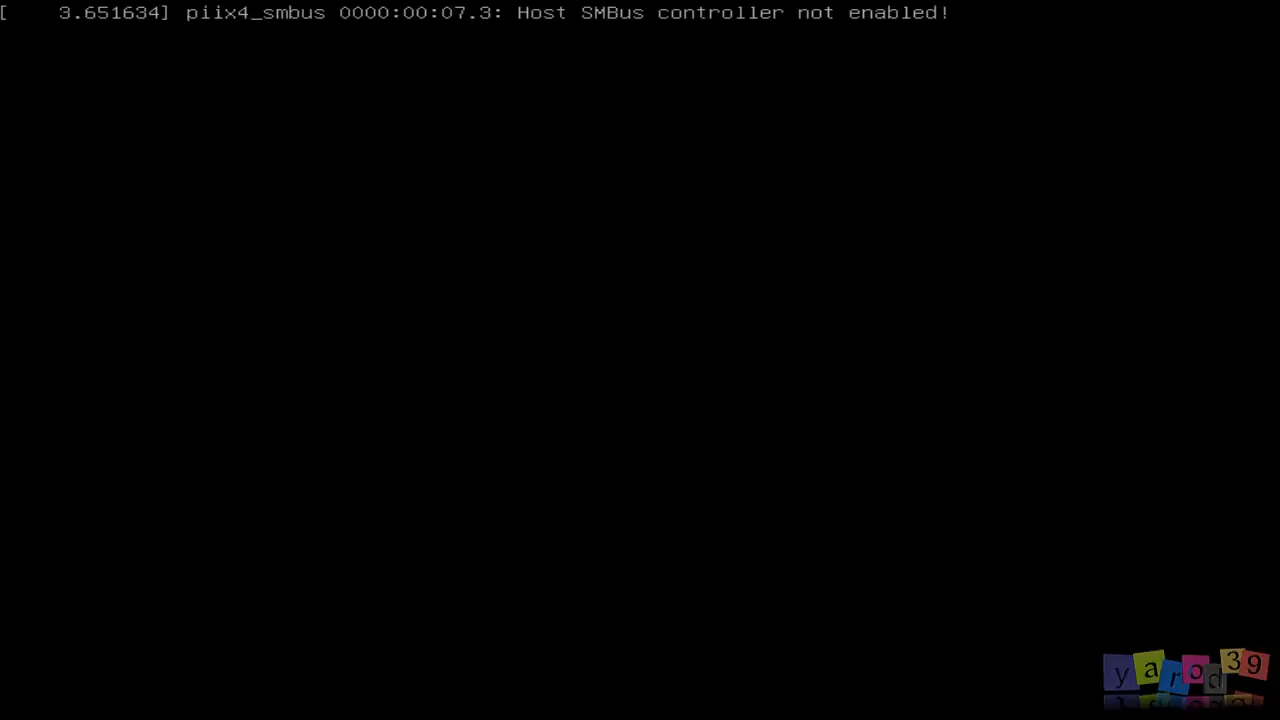 [    3.651634] piix4_smbus 0000:00:07.3: Host SMBus controller not enabled!
yarod39